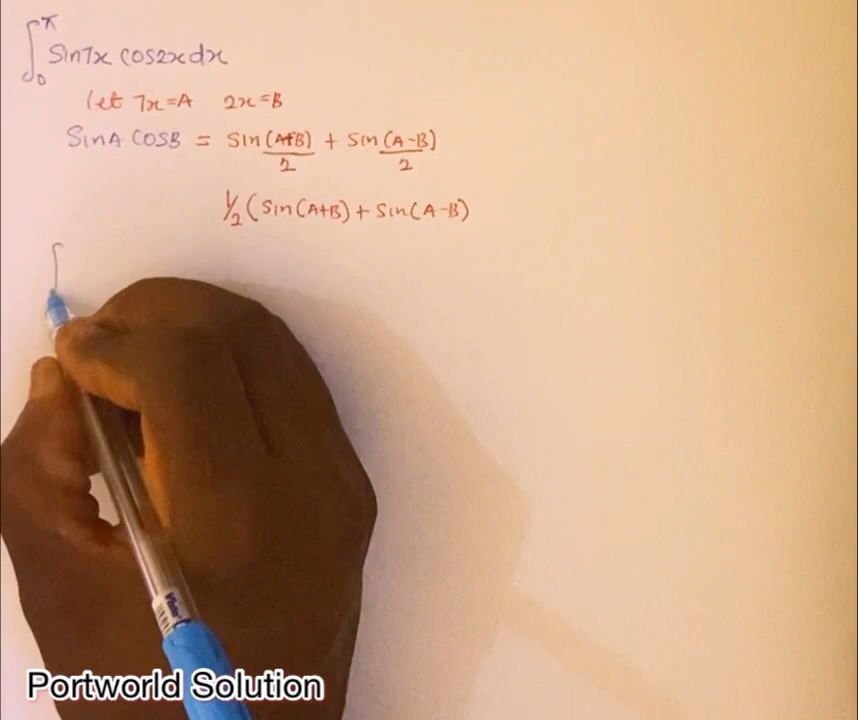 ∫₀^π Sin7x cos2x dx
let 7x=A 2x=B
SinA COSB = Sin(A+B)/2 + Sin(A-B)/2
1/2 (Sin(A+B) + Sin(A-B)
∫
Portworld Solution